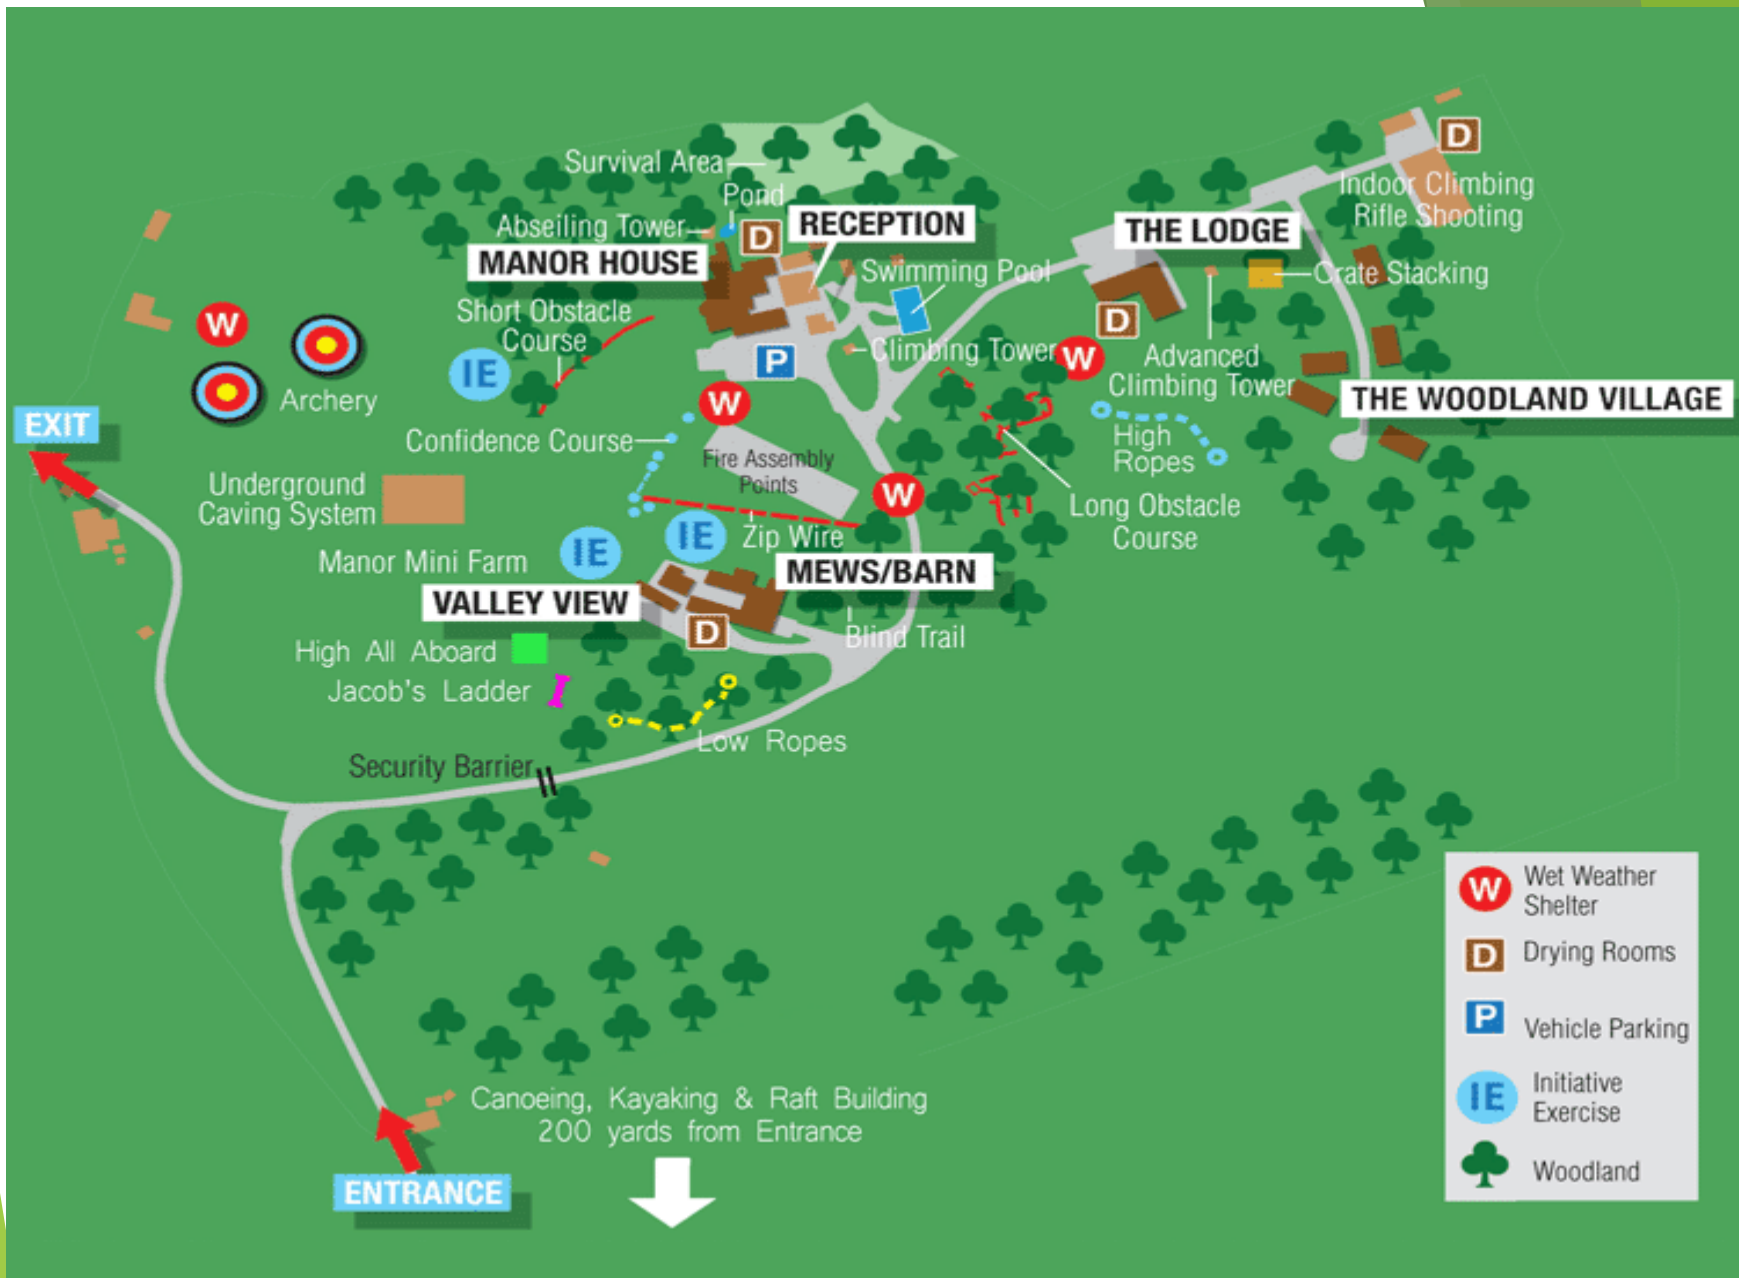 Survival Area
Pond
Abseiling Tower
D
RECEPTION
MANOR HOUSE
Swimming Pool
Short Obstacle
Course
IE
P
Climbing Tower
W
W
Archery
EXIT
Confidence Course
W
Fire Assembly
Points
Underground
Caving System
W
Zip Wire
IE
IE
Manor Mini Farm
MEWS/BARN
VALLEY VIEW
D
Blind Trail
High All Aboard
Jacob's Ladder
Low Ropes
Security Barrier
D
Indoor Climbing
Rifle Shooting
THE LODGE
Crate Stacking
D
Advanced
Climbing Tower
THE WOODLAND VILLAGE
High
Ropes
Long Obstacle
Course
Canoeing, Kayaking & Raft Building
200 yards from Entrance
ENTRANCE
W Wet Weather
Shelter
D Drying Rooms
P Vehicle Parking
IE Initiative
Exercise
Woodland